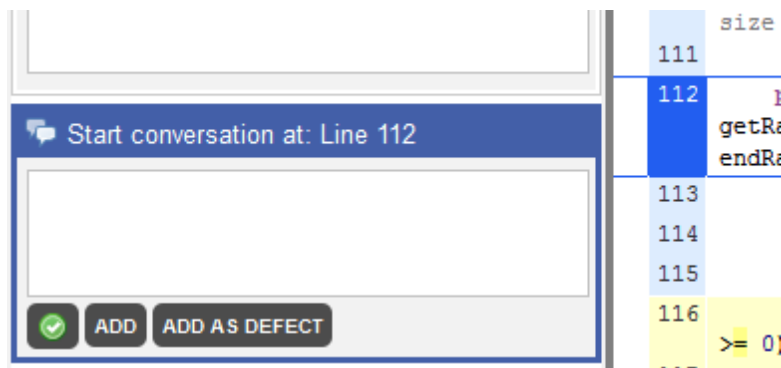 size
111
112
getRa
endRa
Start conversation at: Line 112
113
114
115
116
>= 0)
ADD
ADD AS DEFECT